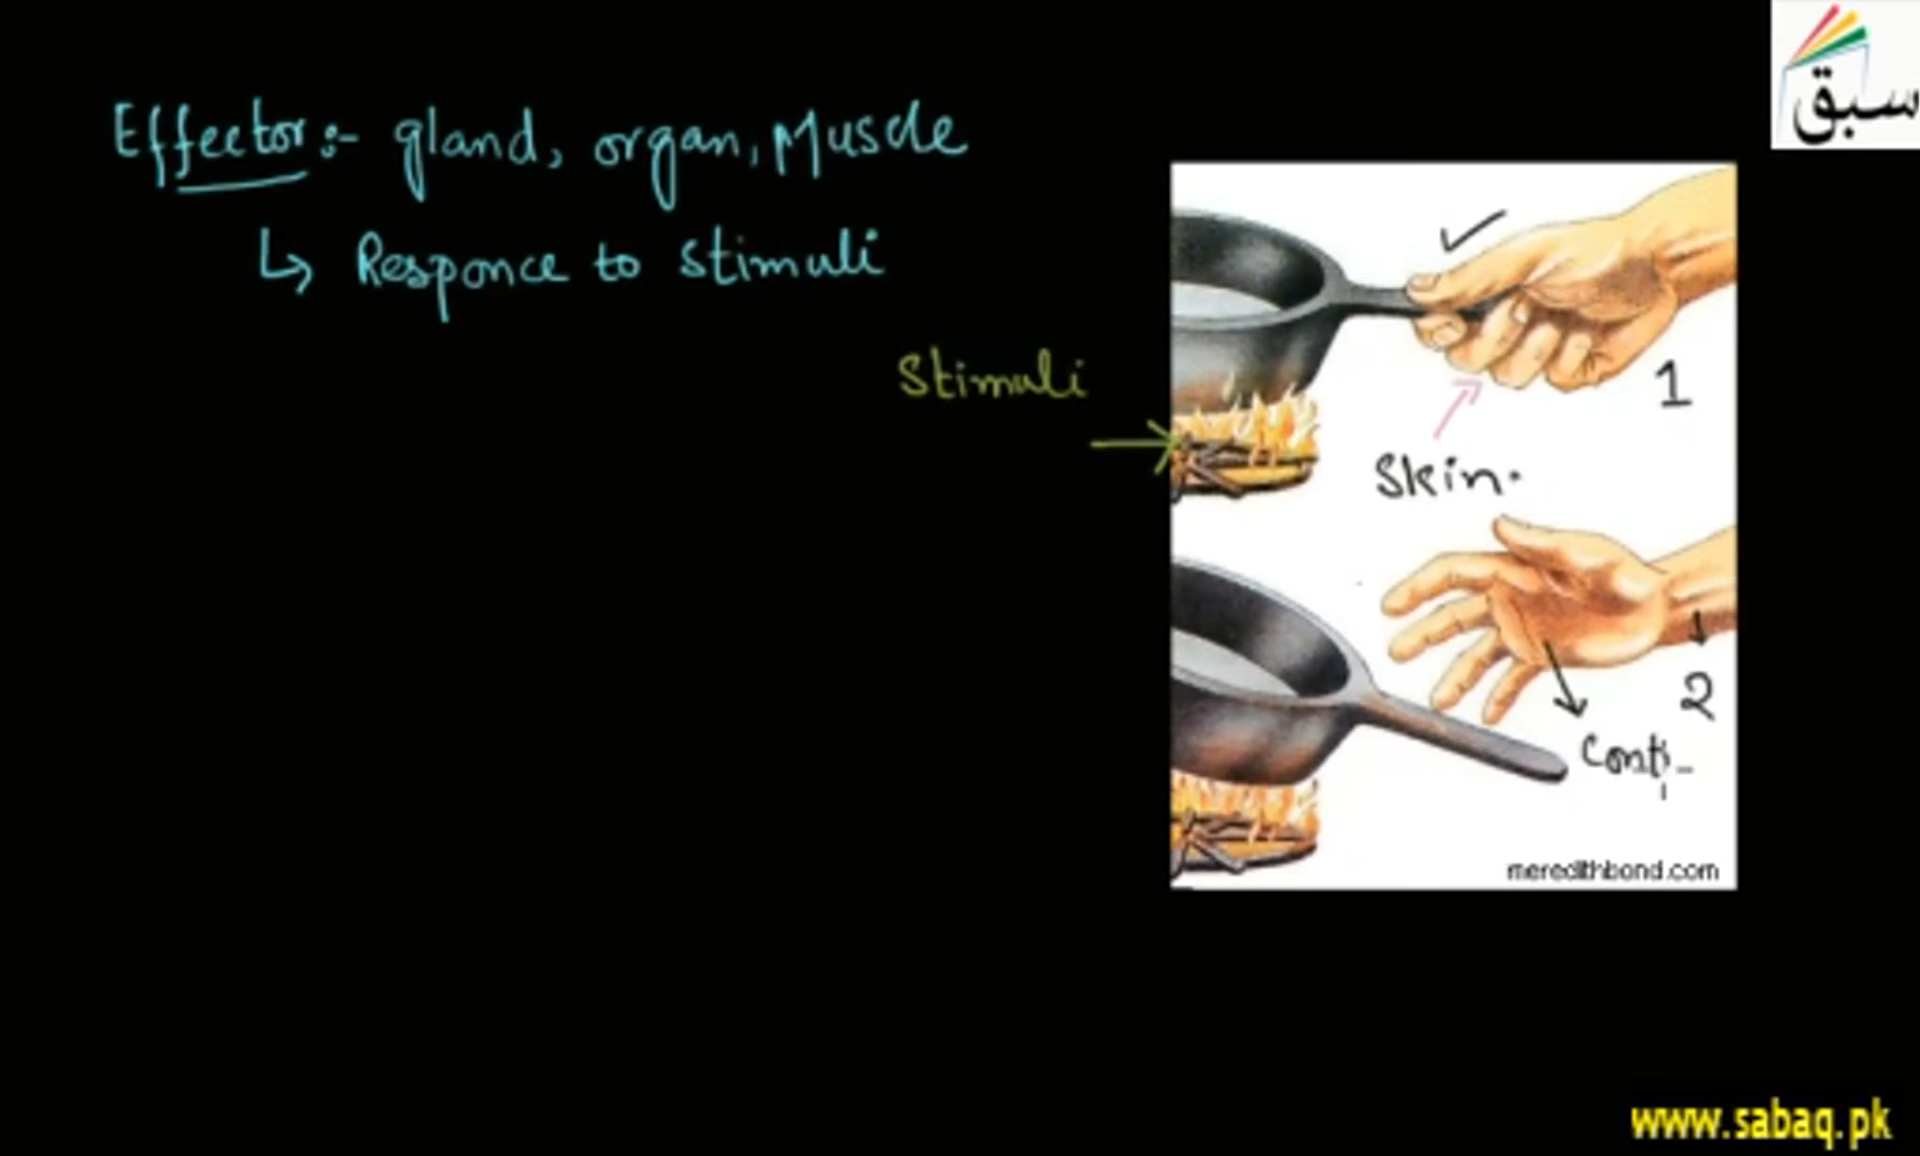 سبق
Effector:- gland, organ, Muscle
↳ Responce to Stimuli
Stimuli
1
Skin.
2
Conti-
meredithbond.com
www.sabaq.pk